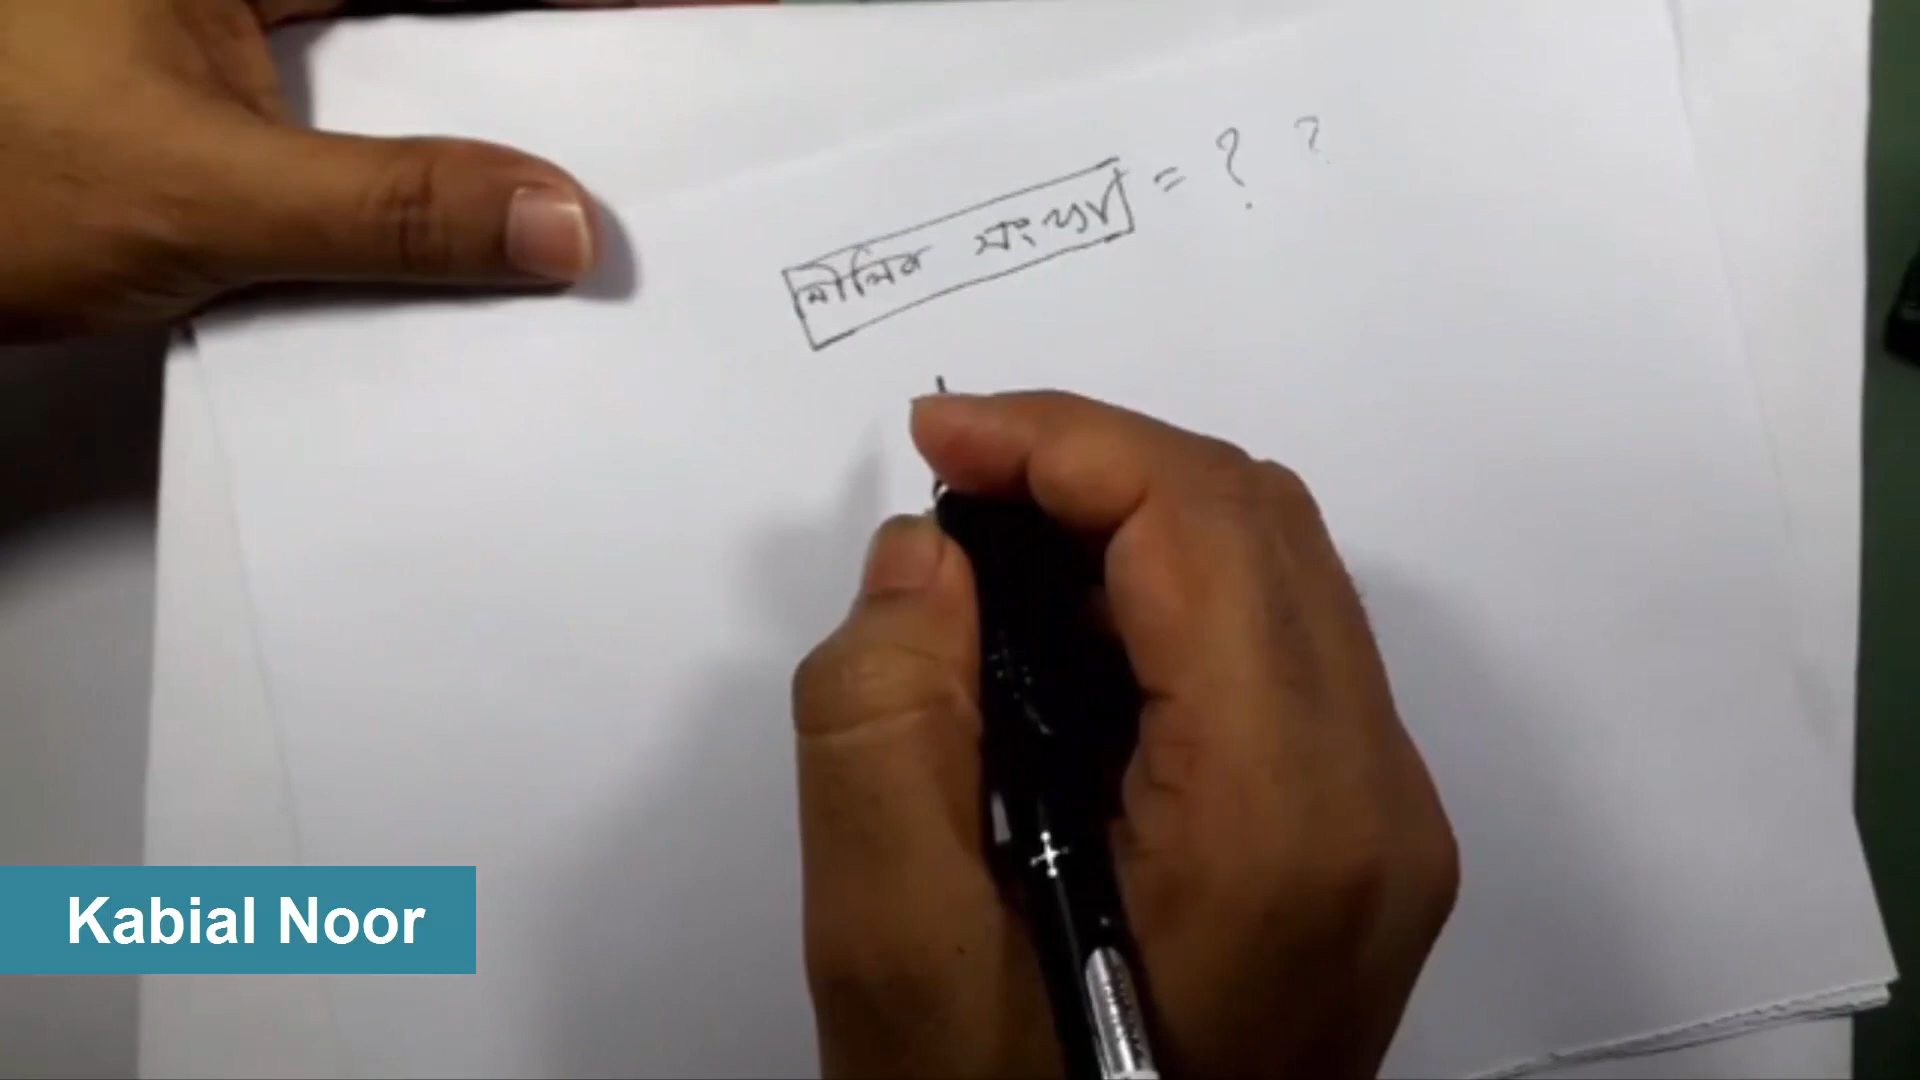 মৌলিক সংখ্যা = ? ?
Kabial Noor